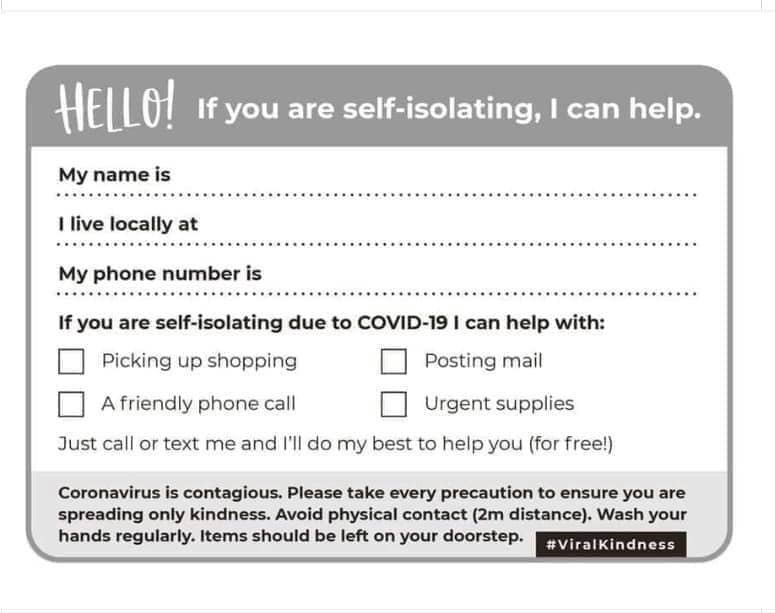 HELLO! If you are self-isolating, I can help.
My name is
I live locally at
My phone number is
If you are self-isolating due to COVID-19 I can help with:
Picking up shopping Posting mail
A friendly phone call Urgent supplies
Just call or text me and I'll do my best to help you (for free!)
Coronavirus is contagious. Please take every precaution to ensure you are
spreading only kindness. Avoid physical contact (2m distance). Wash your
hands regularly. Items should be left on your doorstep. #ViralKindness